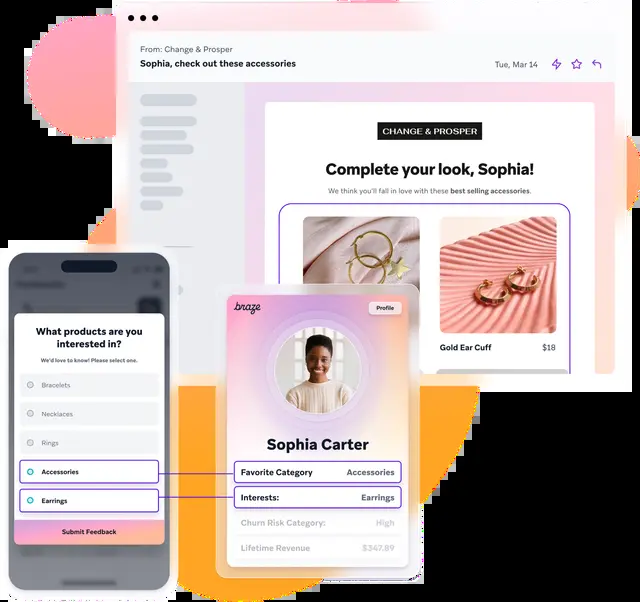 From: Change & Prosper
Sophia, check out these accessories
Tue, Mar 14
CHANGE & PROSPER
Complete your look, Sophia!
We think you'll fall in love with these best selling accessories.
Gold Ear Cuff $18
What products are you
interested in?
We'd love to know! Please select one.
Bracelets
Necklaces
Rings
Accessories
Earrings
Submit Feedback
braze
Profile
Sophia Carter
Favorite Category Accessories
Interests: Earrings
Churn Risk Category: High
Lifetime Revenue $347.89